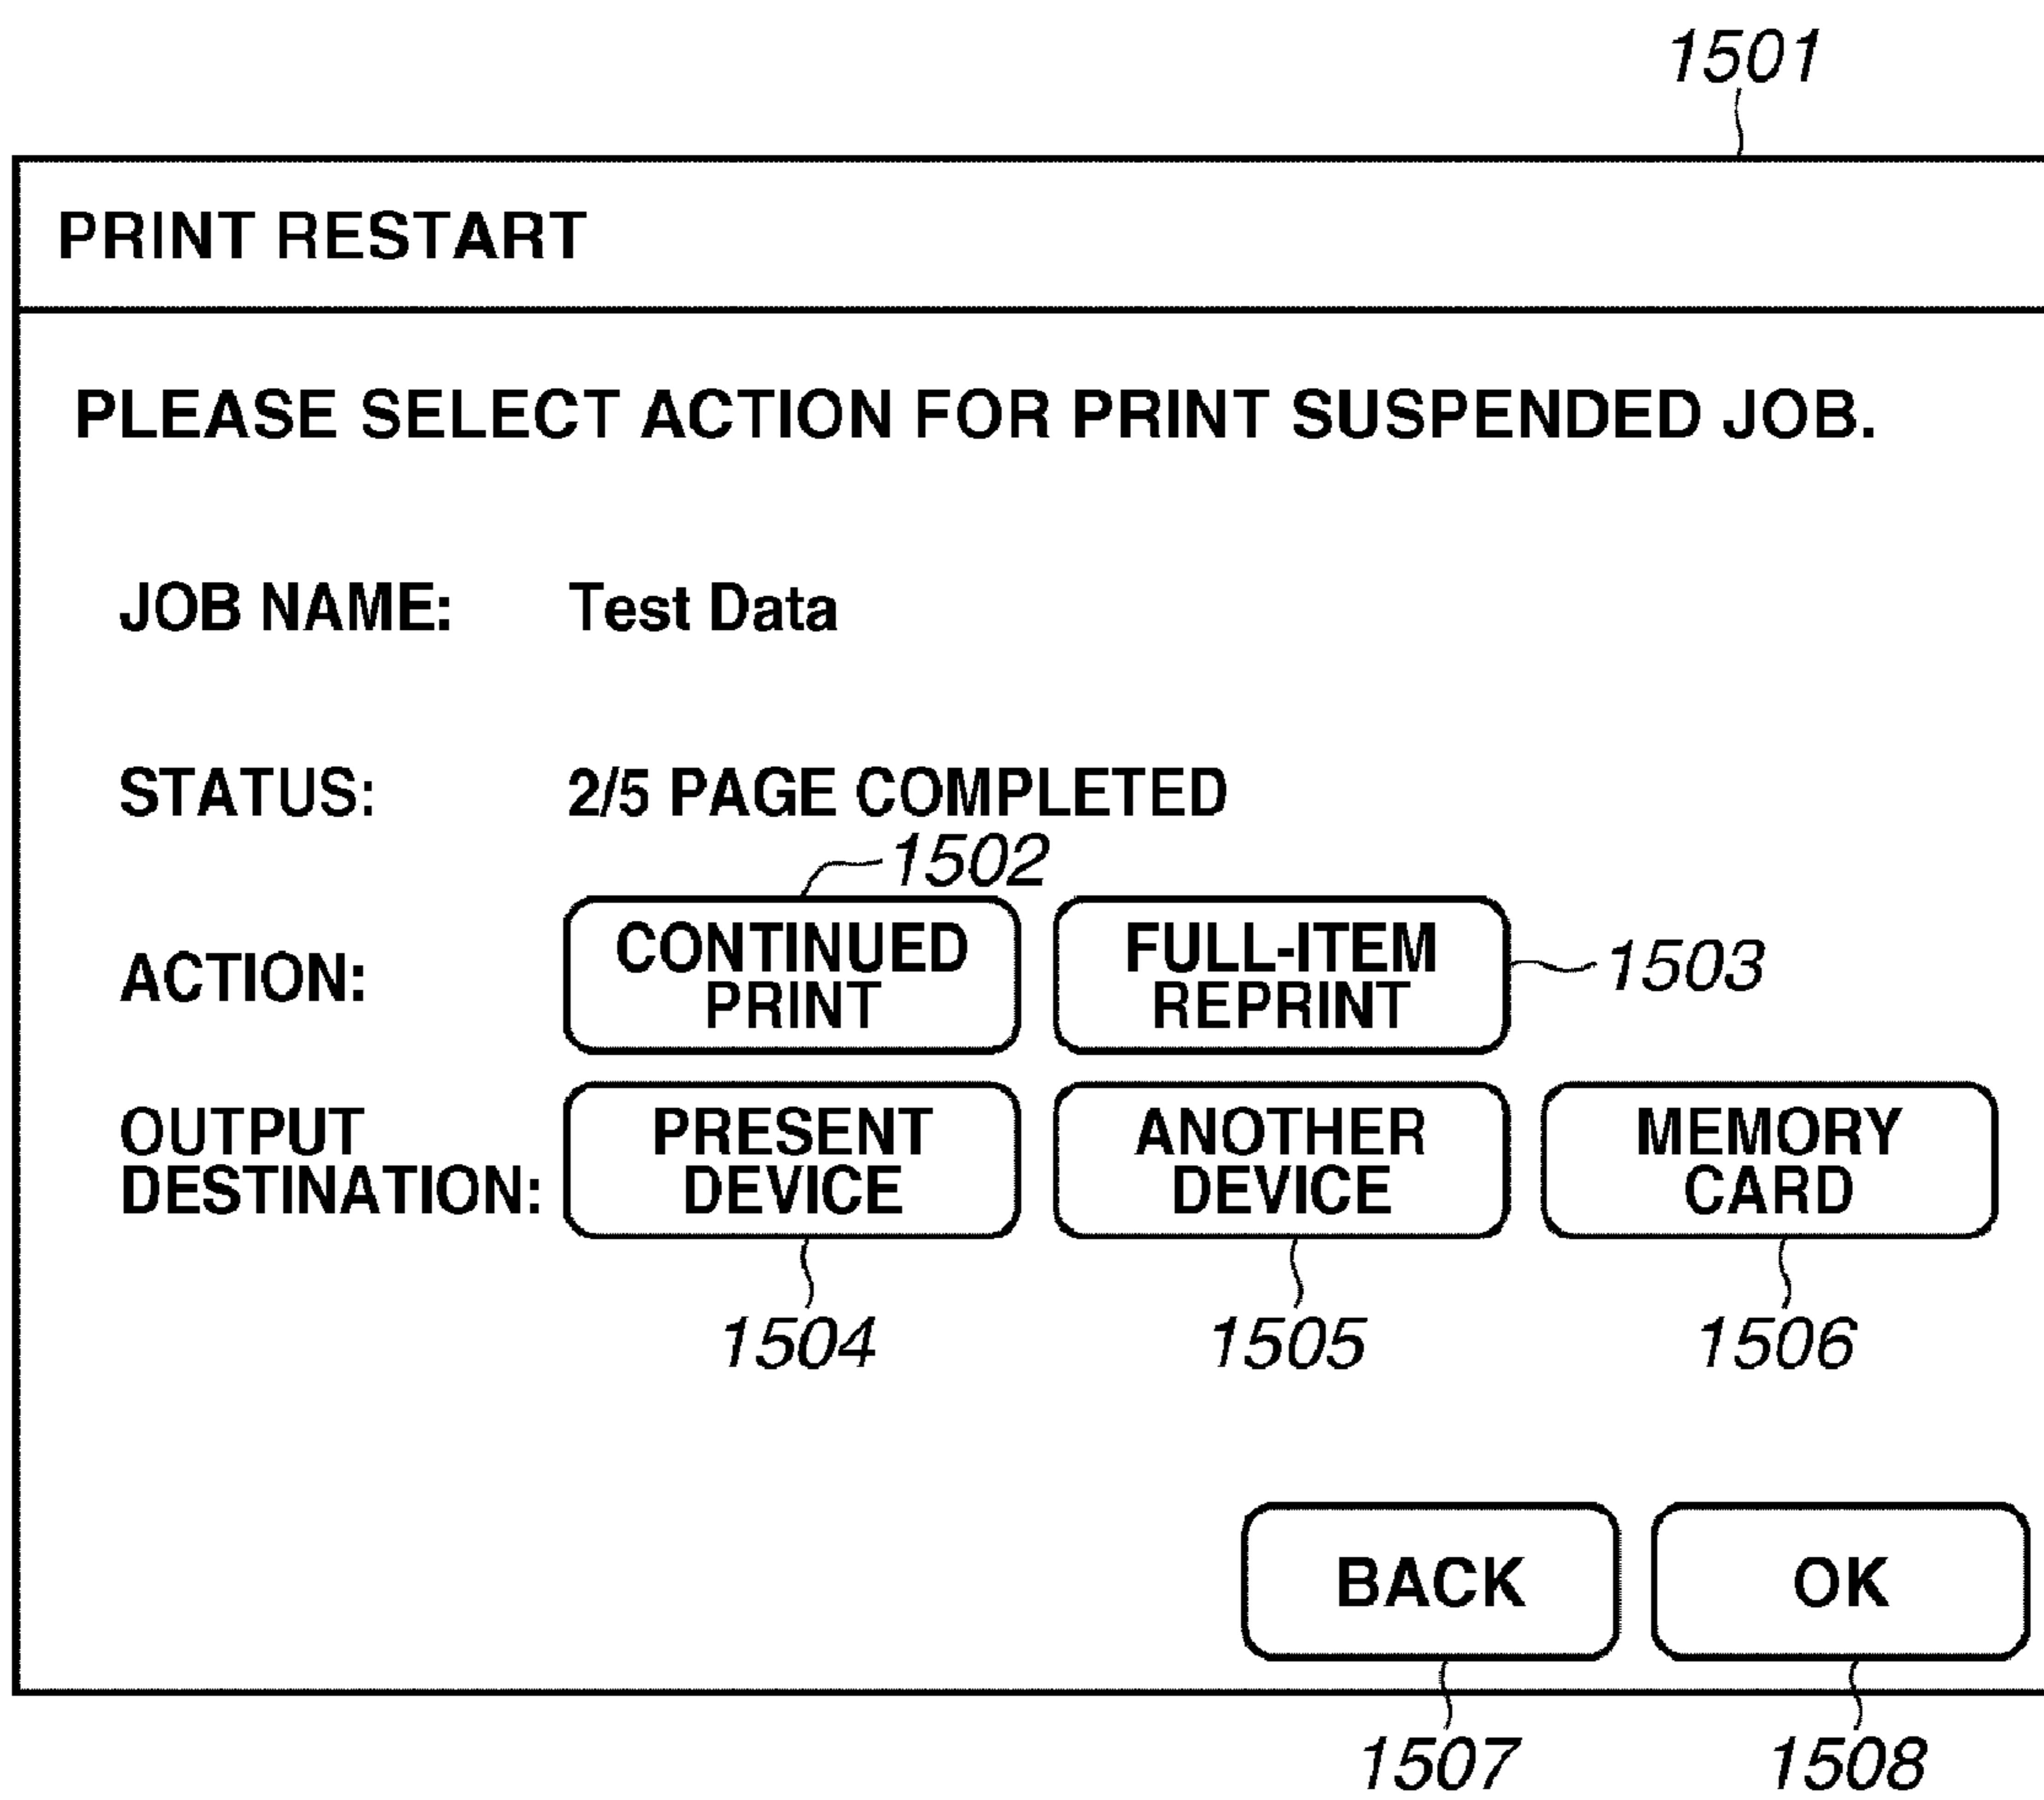 1501
PRINT RESTART
PLEASE SELECT ACTION FOR PRINT SUSPENDED JOB.
JOB NAME: Test Data
STATUS: 2/5 PAGE COMPLETED
1502
ACTION:
CONTINUED
PRINT
FULL-ITEM
REPRINT
1503
OUTPUT
DESTINATION:
PRESENT
DEVICE
ANOTHER
DEVICE
MEMORY
CARD
1504 1505 1506
BACK OK
1507 1508